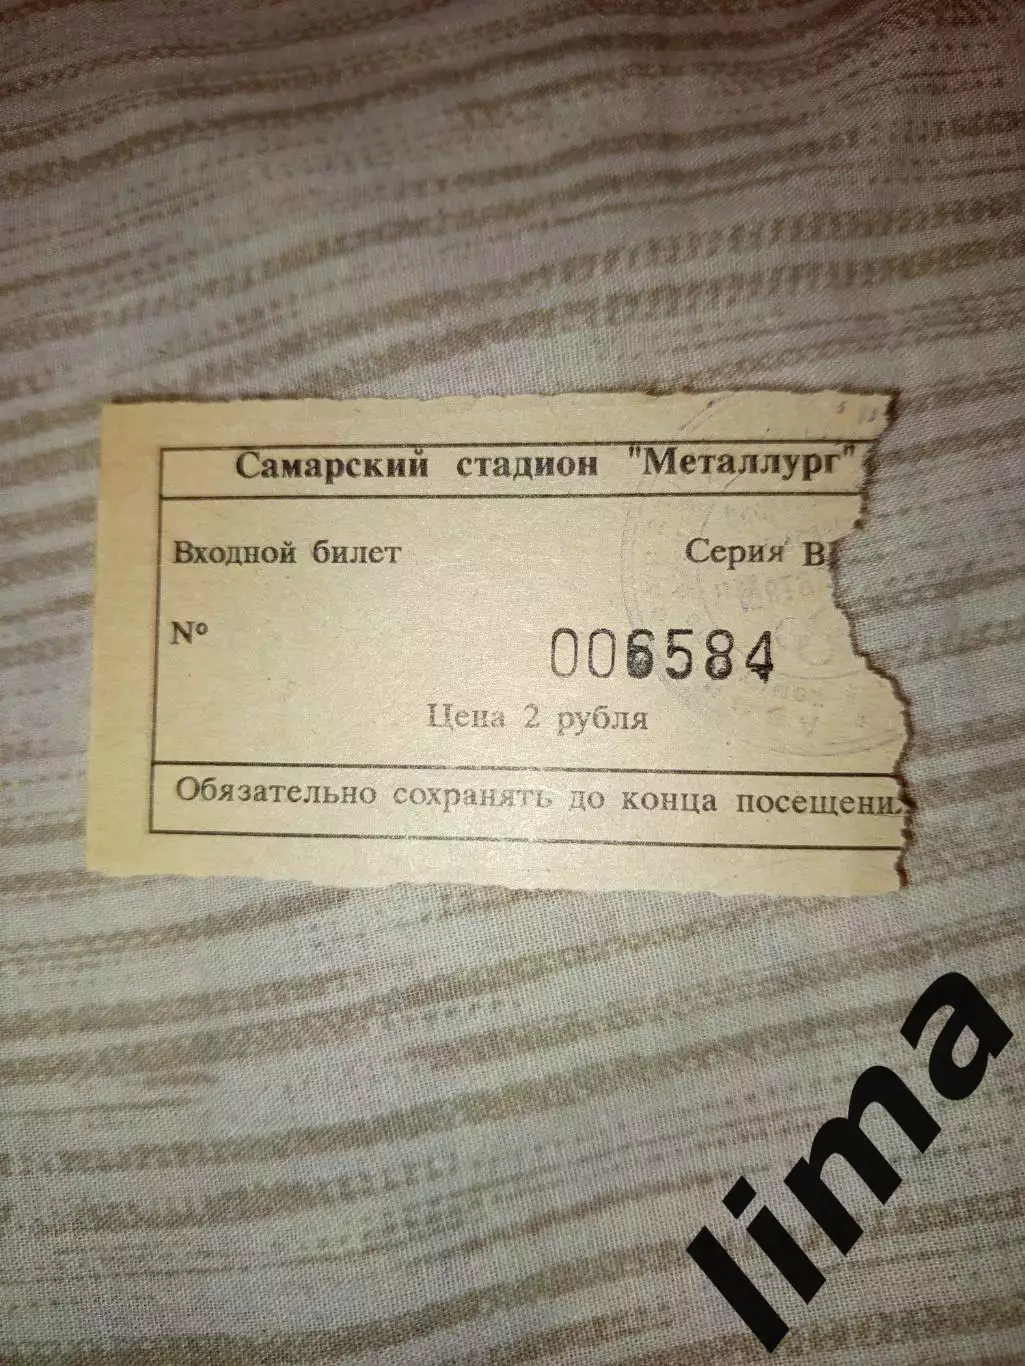 Самарский стадион "Металлург"
Входной билет Серия В
№ 006584
Цена 2 рубля
Обязательно сохранять до конца посещени
lima